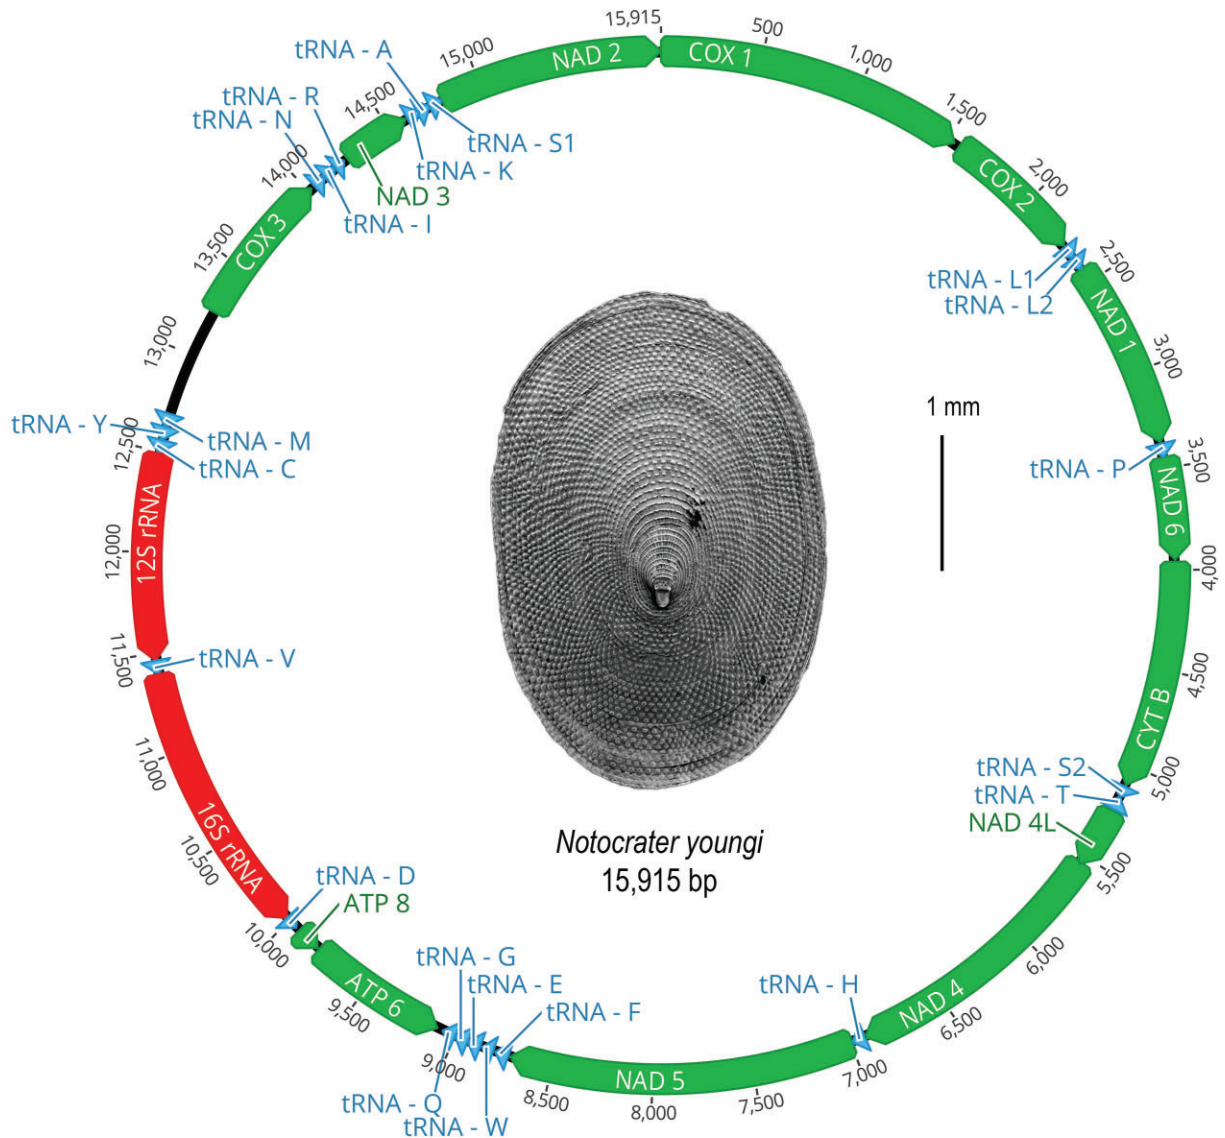 15,915
500
1,000
1,500
2,000
2,500
3,000
3,500
4,000
4,500
5,000
5,500
6,000
6,500
7,000
7,500
8,000
8,500
9,000
9,500
10,000
10,500
11,000
11,500
12,000
12,500
13,000
13,500
14,000
14,500
15,000
COX 1
COX 2
tRNA - L1
tRNA - L2
NAD 1
tRNA - P
NAD 6
CYT B
tRNA - S2
tRNA - T
NAD 4L
NAD 4
tRNA - H
NAD 5
tRNA - F
tRNA - W
tRNA - E
tRNA - G
tRNA - Q
ATP 6
ATP 8
tRNA - D
16S rRNA
tRNA - V
12S rRNA
tRNA - C
tRNA - Y
tRNA - M
COX 3
tRNA - N
tRNA - I
tRNA - R
NAD 3
tRNA - K
tRNA - A
tRNA - S1
NAD 2
1 mm
Notocrater youngi
15,915 bp